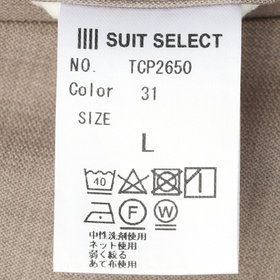 SUIT SELECT
NO. TCP2650
Color 31
SIZE
L
10
F W
中性洗剤使用
ネット使用
弱く絞る
あて布使用